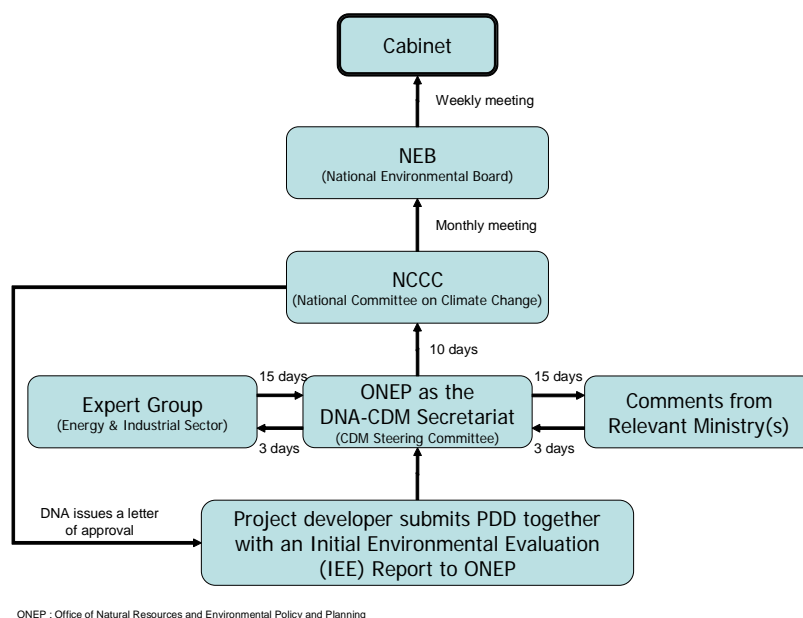 Cabinet
Weekly meeting
NEB
(National Environmental Board)
Monthly meeting
NCCC
(National Committee on Climate Change)
10 days
15 days
15 days
Expert Group
(Energy & Industrial Sector)
ONEP as the
DNA-CDM Secretariat
(CDM Steering Committee)
Comments from
Relevant Ministry(s)
3 days
3 days
DNA issues a letter
of approval
Project developer submits PDD together
with an Initial Environmental Evaluation
(IEE) Report to ONEP
ONEP : Office of Natural Resources and Environmental Policy and Planning